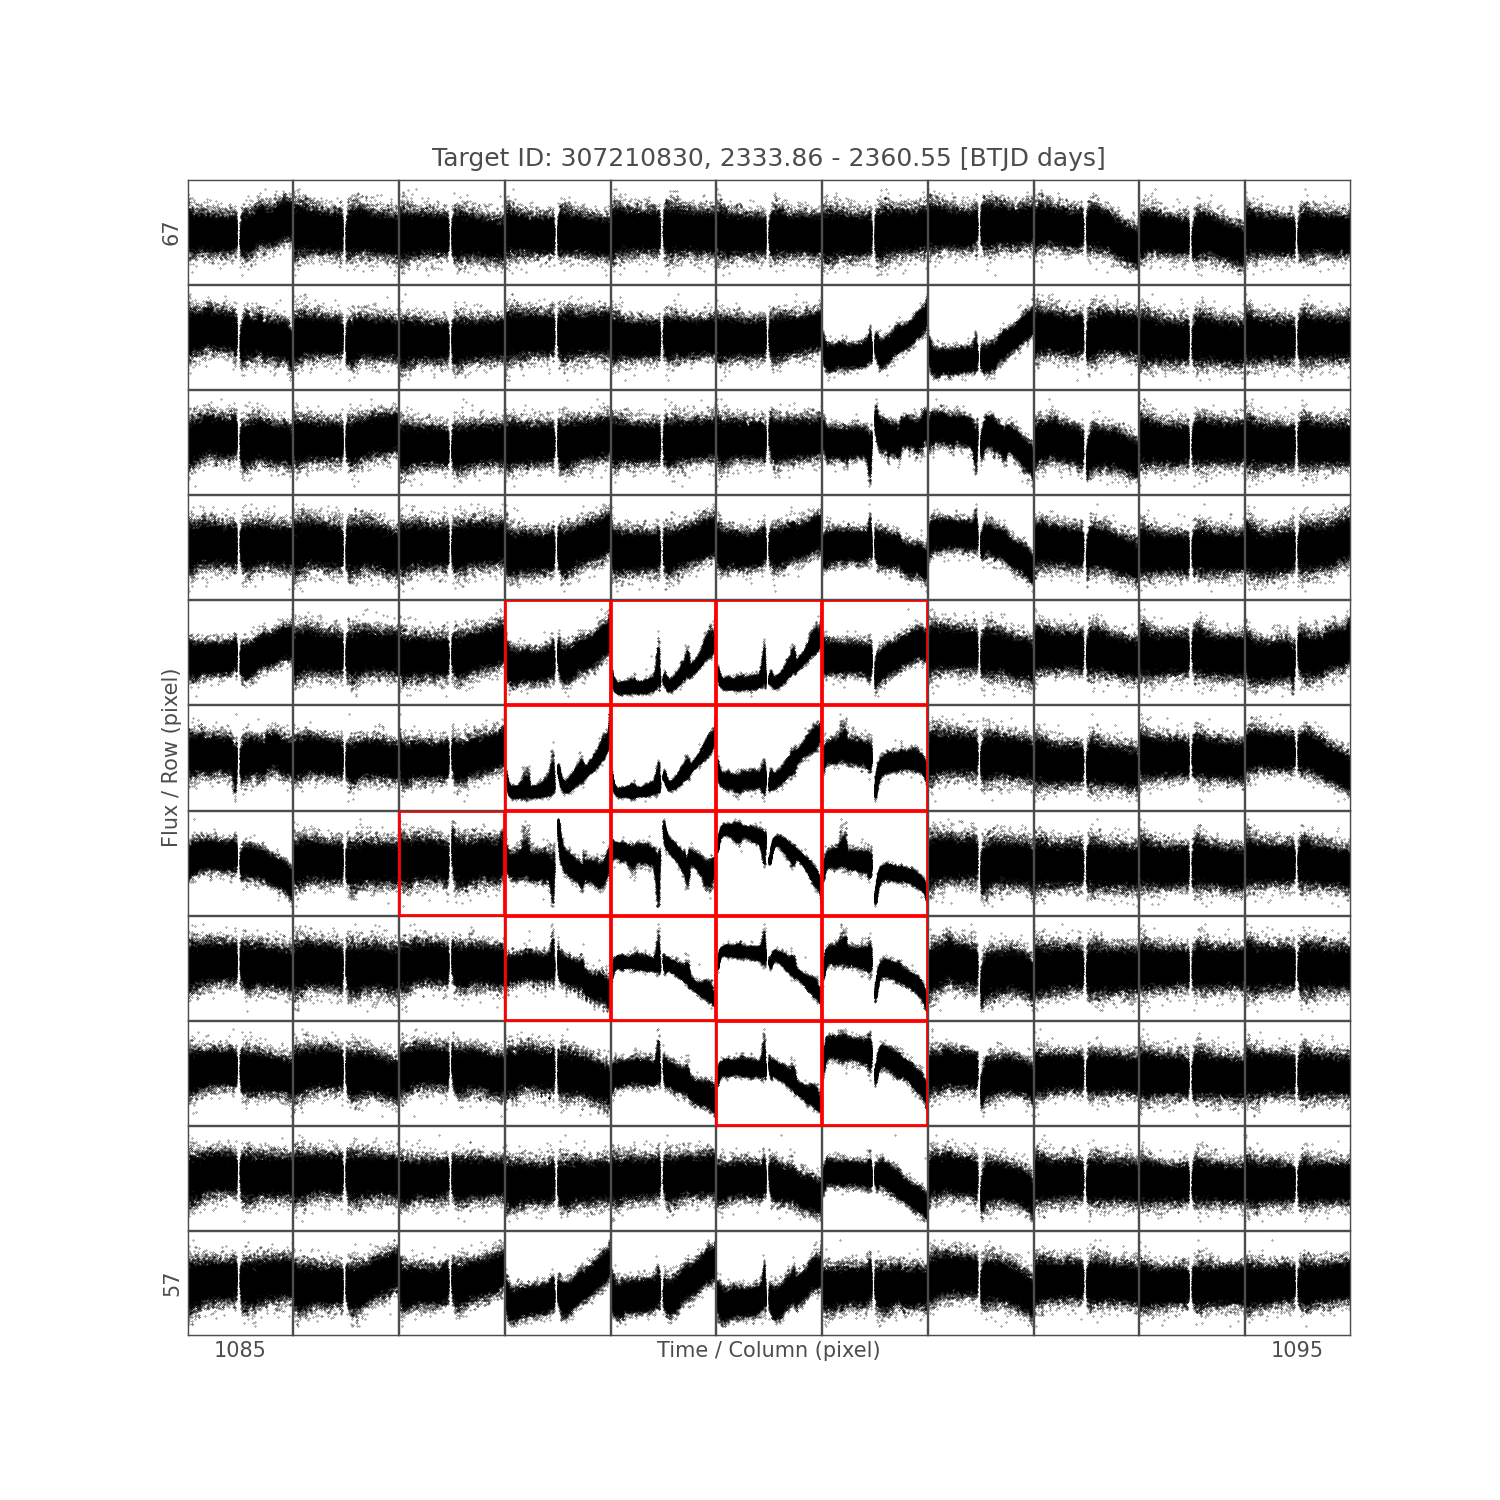 Target ID: 307210830, 2333.86 - 2360.55 [BTJD days]
67
Flux / Row (pixel)
57
1085
Time / Column (pixel)
1095